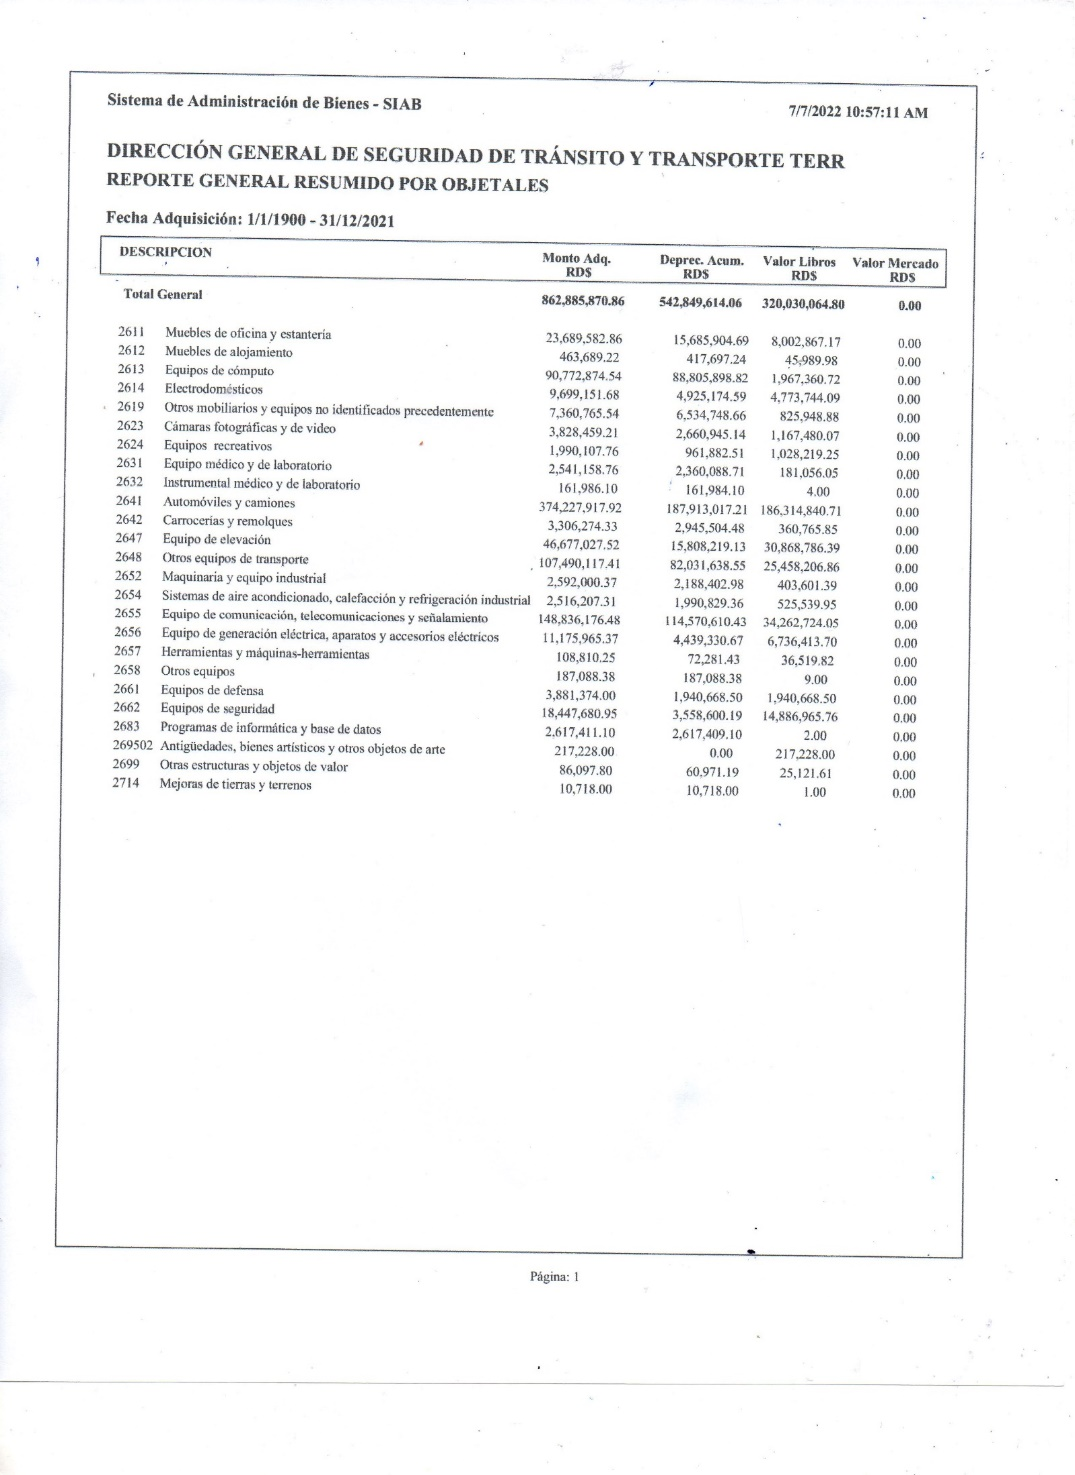 Sistema de Administración de Bienes - SIAB 7/7/2022 10:57:11 AM
DIRECCIÓN GENERAL DE SEGURIDAD DE TRÁNSITO Y TRANSPORTE TERR
REPORTE GENERAL RESUMIDO POR OBJETALES
Fecha Adquisición: 1/1/1900 - 31/12/2021
DESCRIPCION Monto Adq. RD$ Deprec. Acum. RD$ Valor Libros RD$ Valor Mercado RD$
Total General 862,885,870.86 542,849,614.06 320,030,064.80 0.00
2611 Muebles de oficina y estantería 23,689,582.86 15,685,904.69 8,002,867.17 0.00
2612 Muebles de alojamiento 463,689.22 417,697.24 45,989.98 0.00
2613 Equipos de cómputo 90,772,874.54 88,805,898.82 1,967,360.72 0.00
2614 Electrodomésticos 9,699,151.68 4,925,174.59 4,773,744.09 0.00
2619 Otros mobiliarios y equipos no identificados precedentemente 7,360,765.54 6,534,748.66 825,948.88 0.00
2623 Cámaras fotográficas y de video 3,828,459.21 2,660,945.14 1,167,480.07 0.00
2624 Equipos recreativos 1,990,107.76 961,882.51 1,028,219.25 0.00
2631 Equipo médico y de laboratorio 2,541,158.76 2,360,088.71 181,056.05 0.00
2632 Instrumental médico y de laboratorio 161,986.10 161,984.10 4.00 0.00
2641 Automóviles y camiones 374,227,917.92 187,913,017.21 186,314,840.71 0.00
2642 Carrocerías y remolques 3,306,274.33 2,945,504.48 360,765.85 0.00
2647 Equipo de elevación 46,677,027.52 15,808,219.13 30,868,786.39 0.00
2648 Otros equipos de transporte 107,490,117.41 82,031,638.55 25,458,206.86 0.00
2652 Maquinaria y equipo industrial 2,592,000.37 2,188,402.98 403,601.39 0.00
2654 Sistemas de aire acondicionado, calefacción y refrigeración industrial 2,516,207.31 1,990,829.36 525,539.95 0.00
2655 Equipo de comunicación, telecomunicaciones y señalamiento 148,836,176.48 114,570,610.43 34,262,724.05 0.00
2656 Equipo de generación eléctrica, aparatos y accesorios eléctricos 11,175,965.37 4,439,330.67 6,736,413.70 0.00
2657 Herramientas y máquinas-herramientas 108,810.25 72,281.43 36,519.82 0.00
2658 Otros equipos 187,088.38 187,088.38 9.00 0.00
2661 Equipos de defensa 3,881,374.00 1,940,668.50 1,940,668.50 0.00
2662 Equipos de seguridad 18,447,680.95 3,558,600.19 14,886,965.76 0.00
2683 Programas de informática y base de datos 2,617,411.10 2,617,409.10 2.00 0.00
269502 Antigüedades, bienes artísticos y otros objetos de arte 217,228.00 0.00 217,228.00 0.00
2699 Otras estructuras y objetos de valor 86,097.80 60,971.19 25,121.61 0.00
2714 Mejoras de tierras y terrenos 10,718.00 10,718.00 1.00 0.00
Página: 1